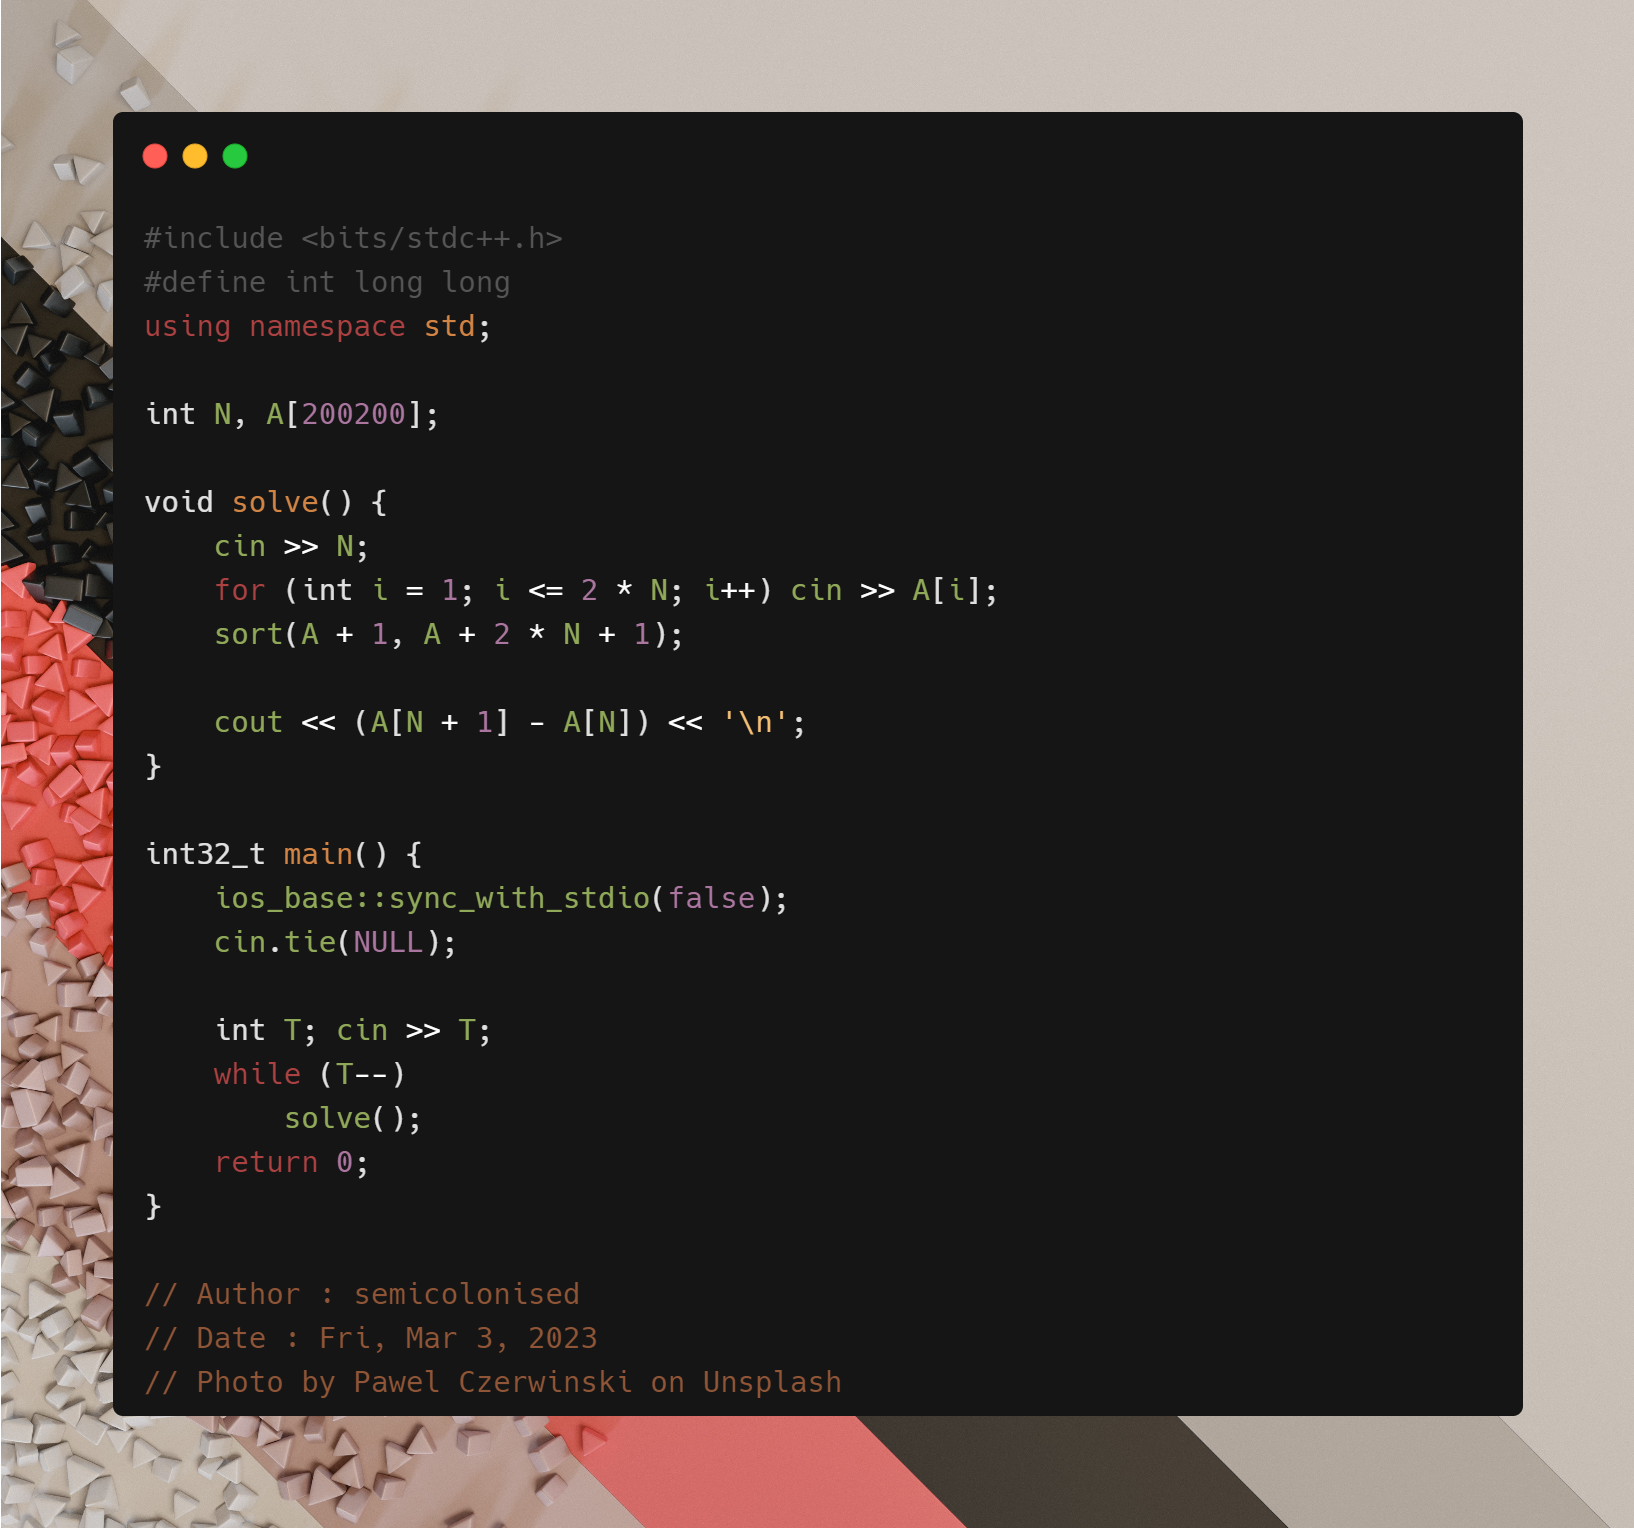 #include <bits/stdc++.h>
#define int long long
using namespace std;

int N, A[200200];

void solve() {
    cin >> N;
    for (int i = 1; i <= 2 * N; i++) cin >> A[i];
    sort(A + 1, A + 2 * N + 1);

    cout << (A[N + 1] - A[N]) << '\n';
}

int32_t main() {
    ios_base::sync_with_stdio(false);
    cin.tie(NULL);

    int T; cin >> T;
    while (T--)
        solve();
    return 0;
}

// Author : semicolonised
// Date : Fri, Mar 3, 2023
// Photo by Pawel Czerwinski on Unsplash